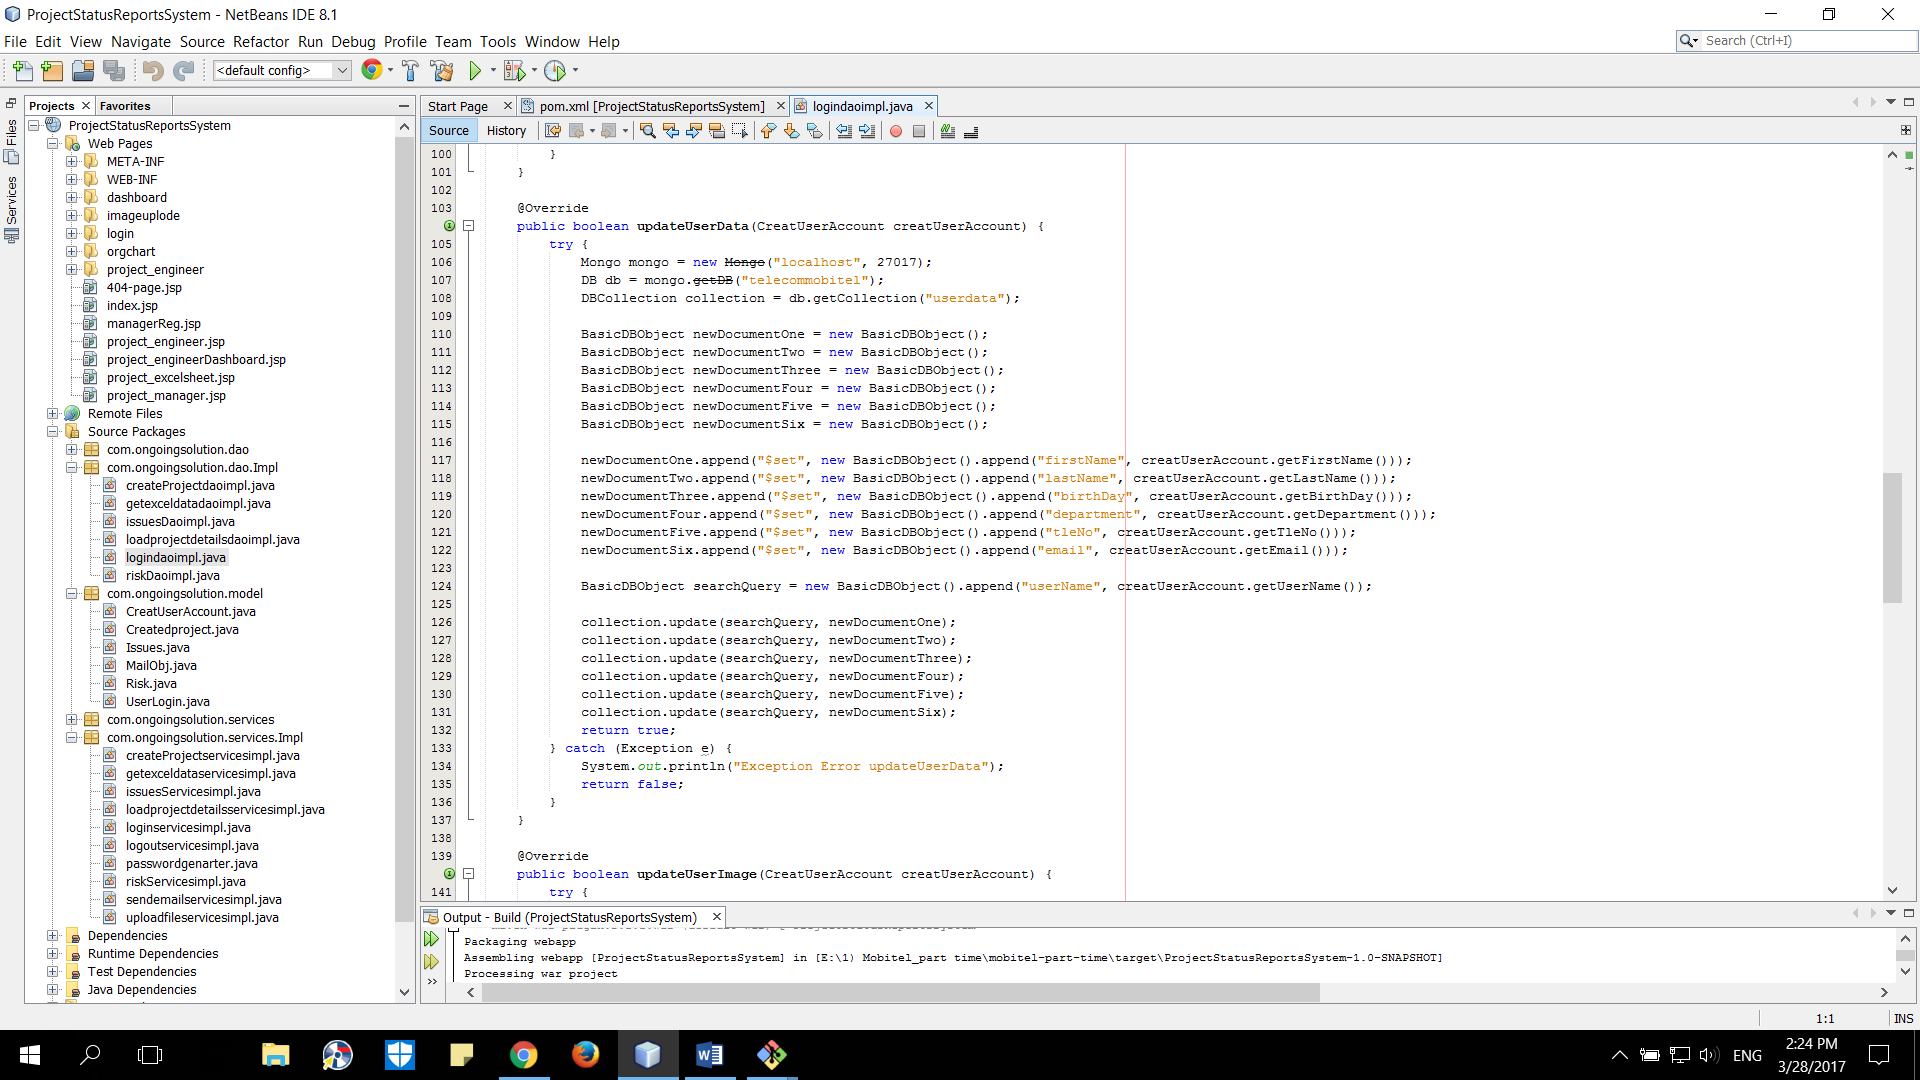 ProjectStatusReportsSystem - NetBeans IDE 8.1
File Edit View Navigate Source Refactor Run Debug Profile Team Tools Window Help
Search (Ctrl+I)
<default config>
Files
Services
Projects Favorites
ProjectStatusReportsSystem
Web Pages
META-INF
WEB-INF
dashboard
imageuplode
login
orgchart
project_engineer
404-page.jsp
index.jsp
managerReg.jsp
project_engineer.jsp
project_engineerDashboard.jsp
project_excelsheet.jsp
project_manager.jsp
Remote Files
Source Packages
com.ongoingsolution.dao
com.ongoingsolution.dao.Impl
createProjectdaoimpl.java
getexceldatadaoimpl.java
issuesDaoimpl.java
loadprojectdetailsdaoimpl.java
logindaoimpl.java
riskDaoimpl.java
com.ongoingsolution.model
CreatUserAccount.java
Createdproject.java
Issues.java
MailObj.java
Risk.java
UserLogin.java
com.ongoingsolution.services
com.ongoingsolution.services.Impl
createProjectservicesimpl.java
getexceldataservicesimpl.java
issuesServicesimpl.java
loadprojectdetailsservicesimpl.java
loginservicesimpl.java
logoutservicesimpl.java
passwordgenarter.java
riskServicesimpl.java
sendemailservicesimpl.java
uploadfileservicesimpl.java
Dependencies
Runtime Dependencies
Test Dependencies
Java Dependencies
Start Page pom.xml [ProjectStatusReportsSystem] logindaoimpl.java
Source History
100 }
101 }
102
103 @Override
public boolean updateUserData(CreatUserAccount creatUserAccount) {
105 try {
106 Mongo mongo = new Mongo("localhost", 27017);
107 DB db = mongo.getDB("telecommobitel");
108 DBCollection collection = db.getCollection("userdata");
109
110 BasicDBObject newDocumentOne = new BasicDBObject();
111 BasicDBObject newDocumentTwo = new BasicDBObject();
112 BasicDBObject newDocumentThree = new BasicDBObject();
113 BasicDBObject newDocumentFour = new BasicDBObject();
114 BasicDBObject newDocumentFive = new BasicDBObject();
115 BasicDBObject newDocumentSix = new BasicDBObject();
116
117 newDocumentOne.append("$set", new BasicDBObject().append("firstName", creatUserAccount.getFirstName()));
118 newDocumentTwo.append("$set", new BasicDBObject().append("lastName", creatUserAccount.getLastName()));
119 newDocumentThree.append("$set", new BasicDBObject().append("birthDay", creatUserAccount.getBirthDay()));
120 newDocumentFour.append("$set", new BasicDBObject().append("department", creatUserAccount.getDepartment()));
121 newDocumentFive.append("$set", new BasicDBObject().append("tleNo", creatUserAccount.getTleNo()));
122 newDocumentSix.append("$set", new BasicDBObject().append("email", creatUserAccount.getEmail()));
123
124 BasicDBObject searchQuery = new BasicDBObject().append("userName", creatUserAccount.getUserName());
125
126 collection.update(searchQuery, newDocumentOne);
127 collection.update(searchQuery, newDocumentTwo);
128 collection.update(searchQuery, newDocumentThree);
129 collection.update(searchQuery, newDocumentFour);
130 collection.update(searchQuery, newDocumentFive);
131 collection.update(searchQuery, newDocumentSix);
132 return true;
133 } catch (Exception e) {
134 System.out.println("Exception Error updateUserData");
135 return false;
136 }
137 }
138
139 @Override
public boolean updateUserImage(CreatUserAccount creatUserAccount) {
141 try {
Output - Build (ProjectStatusReportsSystem)
Packaging webapp
Assembling webapp [ProjectStatusReportsSystem] in [E:\1) Mobitel_part time\mobitel-part-time\target\ProjectStatusReportsSystem-1.0-SNAPSHOT]
Processing war project
1:1 INS
ENG
2:24 PM
3/28/2017